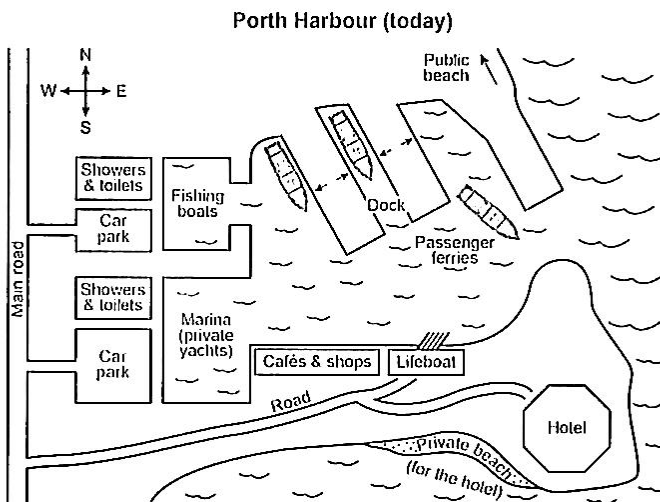 Porth Harbour (today)
N
W E
S
Public
beach
Showers
& toilets
Fishing
boats
Car
park
Dock
Passenger
ferries
Main road
Showers
& toilets
Marina
(private
yachts)
Car
park
Cafés & shops
Lifeboat
Road
Hotel
Private beach
(for the hotel)